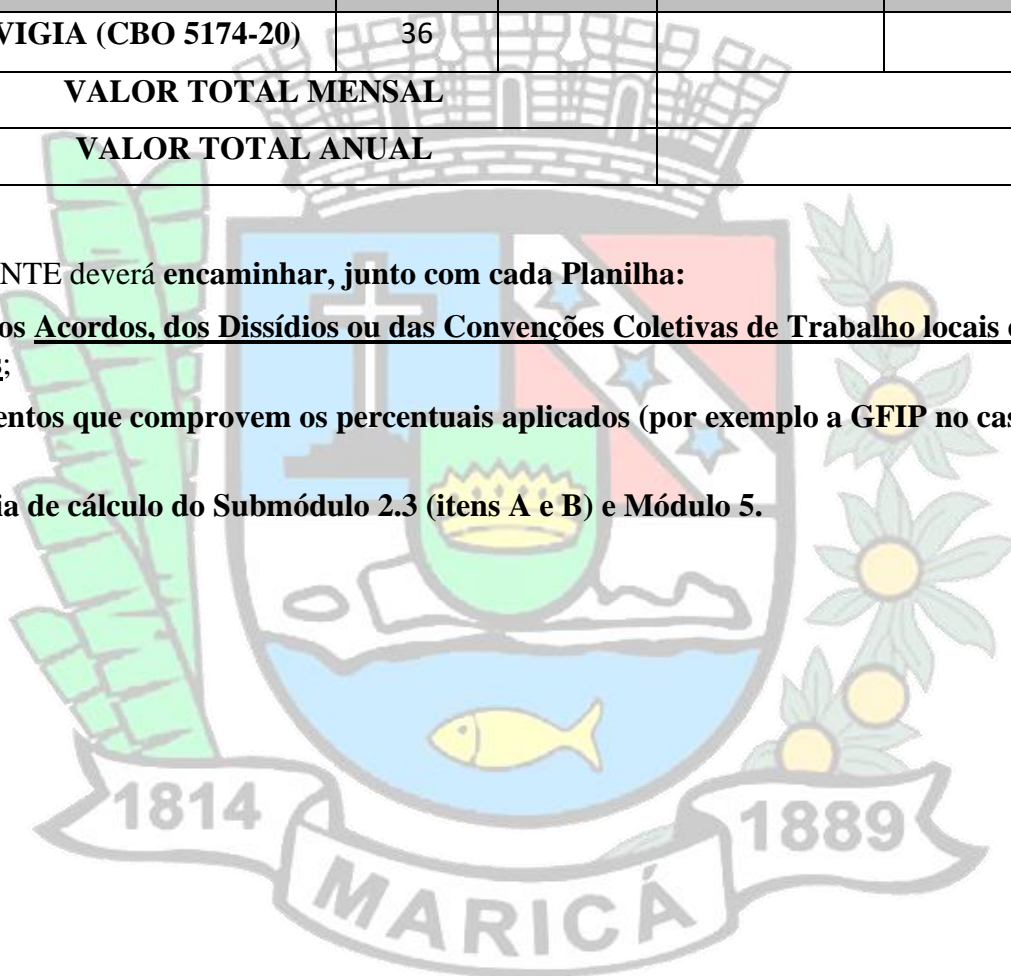 VIGIA (CBO 5174-20) 36
VALOR TOTAL MENSAL
VALOR TOTAL ANUAL
NTE deverá encaminhar, junto com cada Planilha:
os Acordos, dos Dissídios ou das Convenções Coletivas de Trabalho locais
;
entos que comprovem os percentuais aplicados (por exemplo a GFIP no cas
ia de cálculo do Submódulo 2.3 (itens A e B) e Módulo 5.
1814
1889
MARICÁ